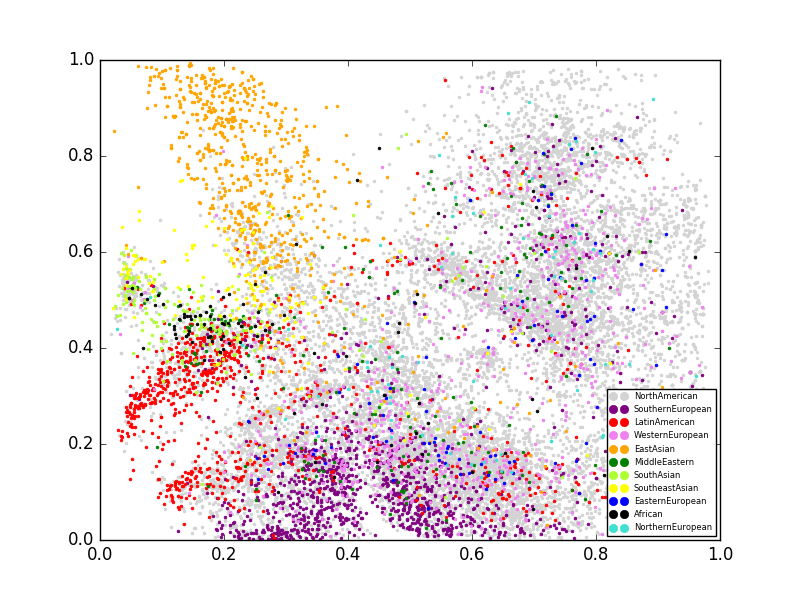 1.0
0.8
0.6
0.4
0.2
0.0
0.0 0.2 0.4 0.6 0.8 1.0
NorthAmerican
SouthernEuropean
LatinAmerican
WesternEuropean
EastAsian
MiddleEastern
SouthAsian
SoutheastAsian
EasternEuropean
African
NorthernEuropean